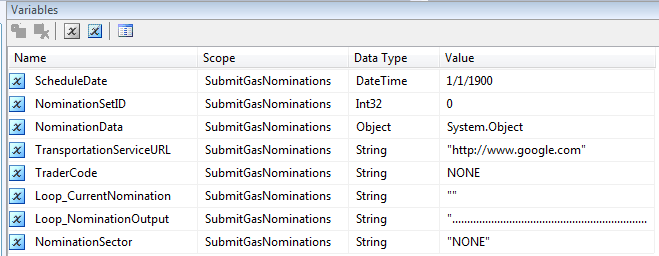 Variables
Name Scope Data Type Value
ScheduleDate SubmitGasNominations DateTime 1/1/1900
NominationSetID SubmitGasNominations Int32 0
NominationData SubmitGasNominations Object System.Object
TransportationServiceURL SubmitGasNominations String "http://www.google.com"
TraderCode SubmitGasNominations String NONE
Loop_CurrentNomination SubmitGasNominations String ""
Loop_NominationOutput SubmitGasNominations String "..................................................................
NominationSector SubmitGasNominations String "NONE"